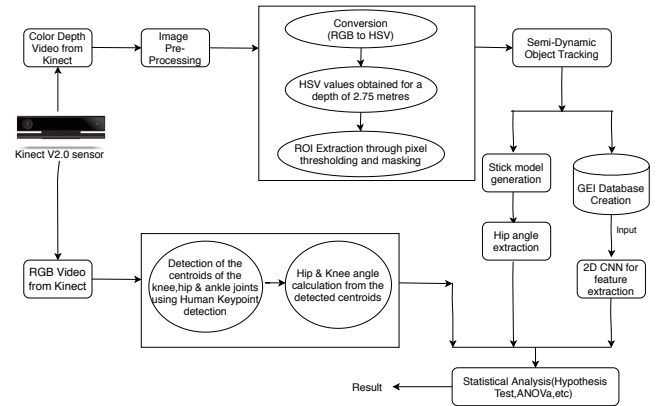 Color Depth
Video from
Kinect
Image
Pre-
Processing
Conversion
(RGB to HSV)
HSV values obtained for a
depth of 2.75 metres
ROI Extraction through pixel
thresholding and masking
Semi-Dynamic
Object Tracking
Kinect V2.0 sensor
Stick model
generation
GEI Database
Creation
Input
Hip angle
extraction
2D CNN for
feature
extraction
RGB Video
from Kinect
Detection of the
centroids of the
knee,hip & ankle joints
using Human Keypoint
detection
Hip & Knee angle
calculation from the
detected centroids
Statistical Analysis(Hypothesis
Test,ANOVa,etc)
Result